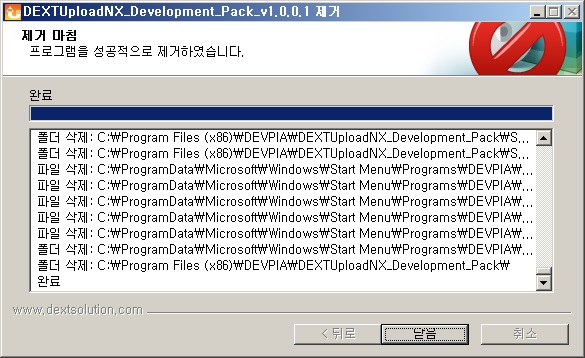 DEXTUploadNX_Development_Pack_v1.0.0.1 제거
제거 마침
프로그램을 성공적으로 제거하였습니다.
완료
폴더 삭제: C:₩Program Files (x86)₩DEVPIA₩DEXTUploadNX_Development_Pack₩S...
폴더 삭제: C:₩Program Files (x86)₩DEVPIA₩DEXTUploadNX_Development_Pack₩S...
파일 삭제: C:₩ProgramData₩Microsoft₩Windows₩Start Menu₩Programs₩DEVPIA₩...
파일 삭제: C:₩ProgramData₩Microsoft₩Windows₩Start Menu₩Programs₩DEVPIA₩...
파일 삭제: C:₩ProgramData₩Microsoft₩Windows₩Start Menu₩Programs₩DEVPIA₩...
파일 삭제: C:₩ProgramData₩Microsoft₩Windows₩Start Menu₩Programs₩DEVPIA₩...
파일 삭제: C:₩ProgramData₩Microsoft₩Windows₩Start Menu₩Programs₩DEVPIA₩...
폴더 삭제: C:₩ProgramData₩Microsoft₩Windows₩Start Menu₩Programs₩DEVPIA₩...
폴더 삭제: C:₩Program Files (x86)₩DEVPIA₩DEXTUploadNX_Development_Pack₩
완료
www.dextsolution.com
< 뒤로 닫음 취소